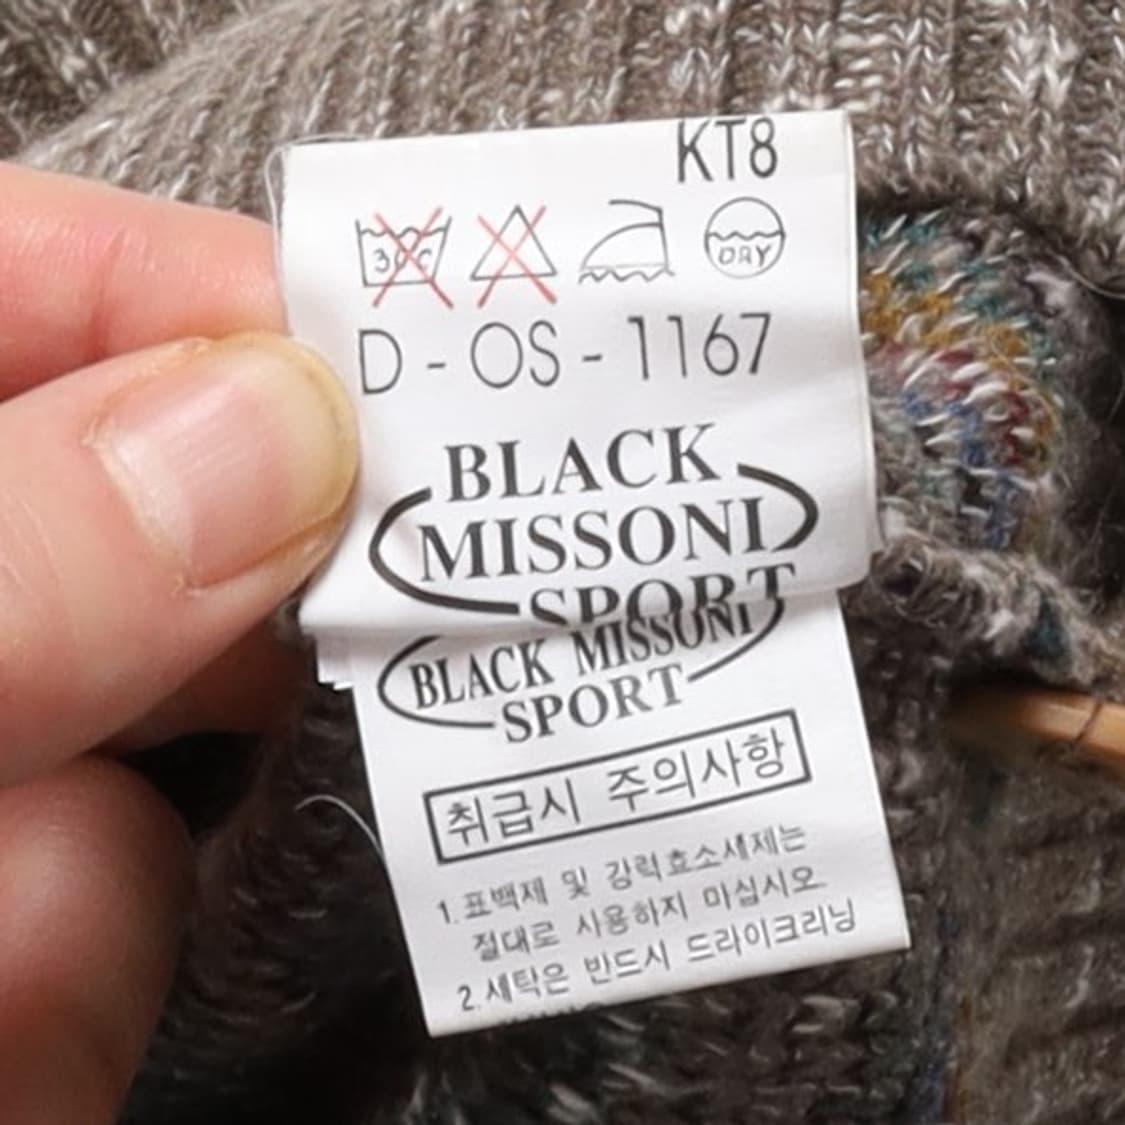 KT8
30°C
DRY
D - OS - 1167
BLACK
MISSONI
SPORT
BLACK MISSONI
SPORT
취급시 주의사항
1. 표백제 및 강력효소세제는
절대로 시용하지 마십시오
2. 세탁은 반드시 드라이크리닝